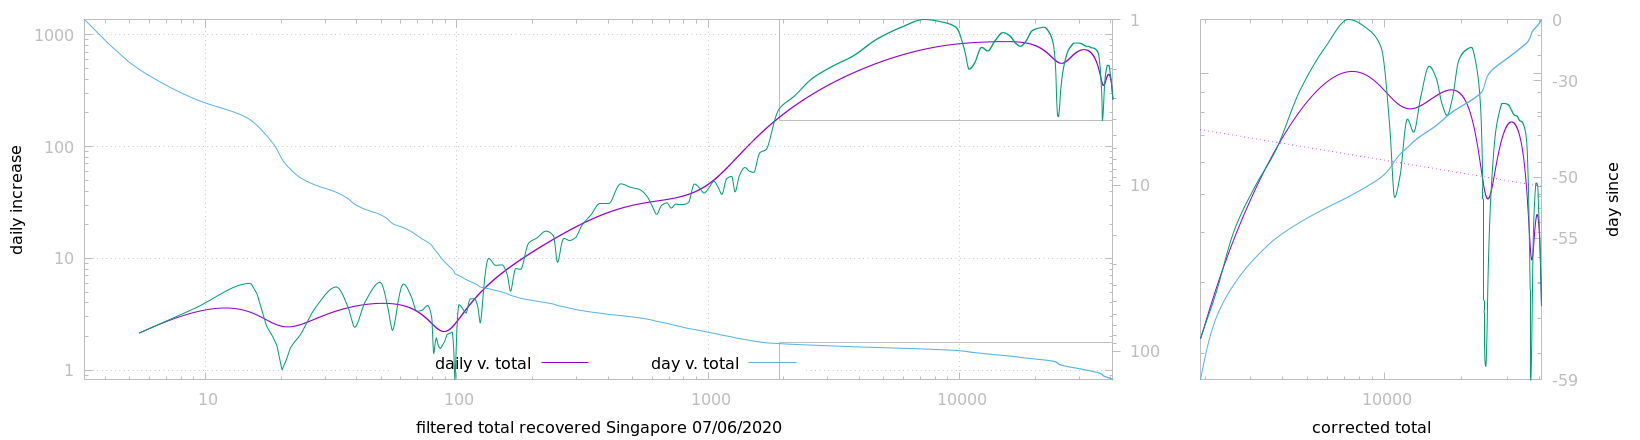 1000
100
10
1
daily increase
10
100
1000
10000
1
10
100
daily v. total
day v. total
filtered total recovered Singapore 07/06/2020
0
-30
-50
-55
-59
day since
10000
corrected total